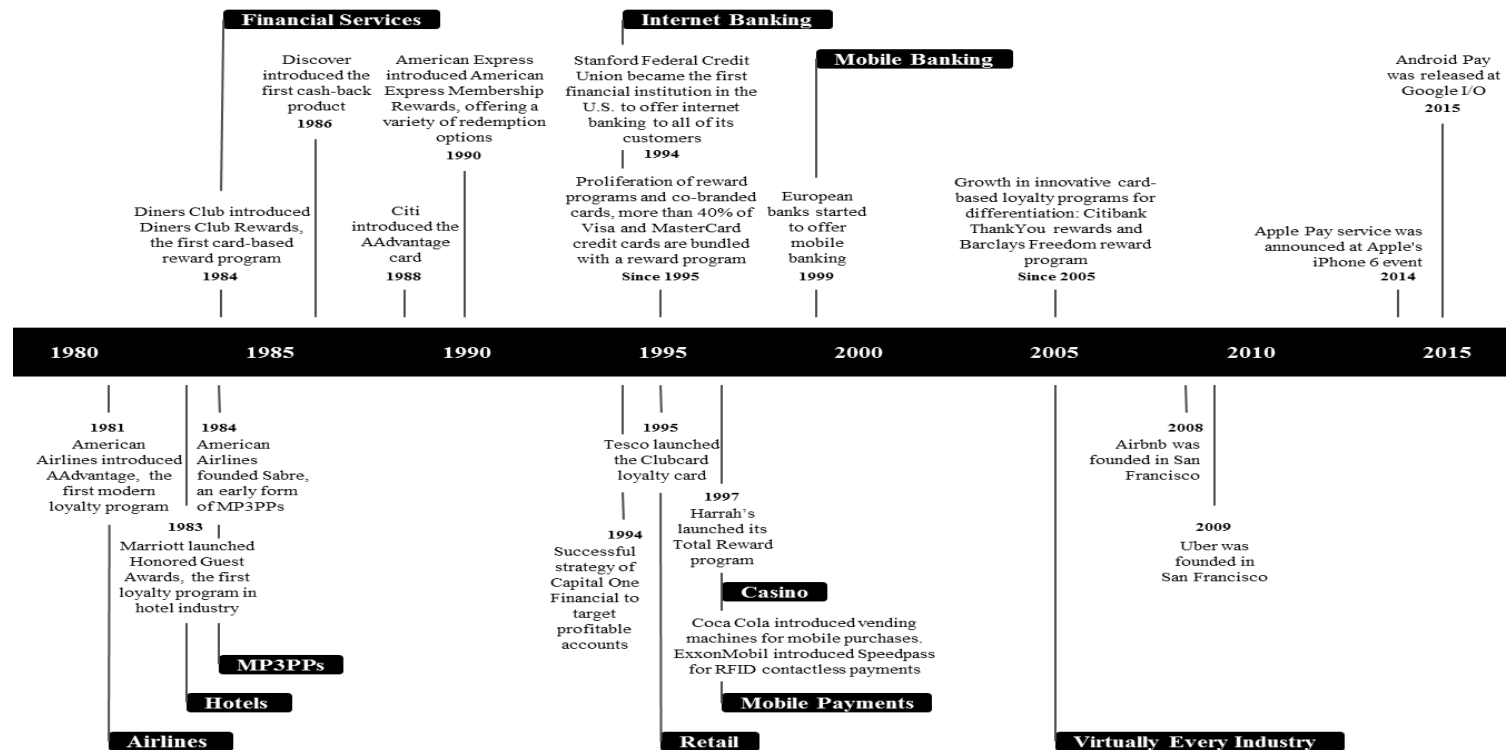 Financial Services
Discover
introduced the
first cash-back
product
1986
American Express
introduced American
Express Membership
Rewards, offering a
variety of redemption
options
1990
Diners Club introduced
Diners Club Rewards,
the first card-based
reward program
1984
Citi
introduced the
AAdvantage
card
1988
Internet Banking
Stanford Federal Credit
Union became the first
financial institution in the
U.S. to offer internet
banking to all of its
customers
1994
Proliferation of reward
programs and co-branded
cards, more than 40% of
Visa and MasterCard
credit cards are bundled
with a reward program
Since 1995
Mobile Banking
European
banks started
to offer
mobile
banking
1999
Growth in innovative card-
based loyalty programs for
differentiation: Citibank
ThankYou rewards and
Barclays Freedom reward
program
Since 2005
Apple Pay service was
announced at Apple's
iPhone 6 event
2014
Android Pay
was released at
Google I/O
2015
1980 1985 1990 1995 2000 2005 2010 2015
1981
American
Airlines introduced
AAdvantage, the
first modern
loyalty program
1984
American
Airlines
founded Sabre,
an early form
of MP3PPs
1983
Marriott launched
Honored Guest
Awards, the first
loyalty program in
hotel industry
MP3PPs
Hotels
Airlines
1995
Tesco launched
the Clubcard
loyalty card
1994
Successful
strategy of
Capital One
Financial to
target
profitable
accounts
1997
Harrah's
launched its
Total Reward
program
Casino
Coca Cola introduced vending
machines for mobile purchases.
ExxonMobil introduced Speedpass
for RFID contactless payments
Mobile Payments
Retail
2008
Airbnb was
founded in San
Francisco
2009
Uber was
founded in
San Francisco
Virtually Every Industry